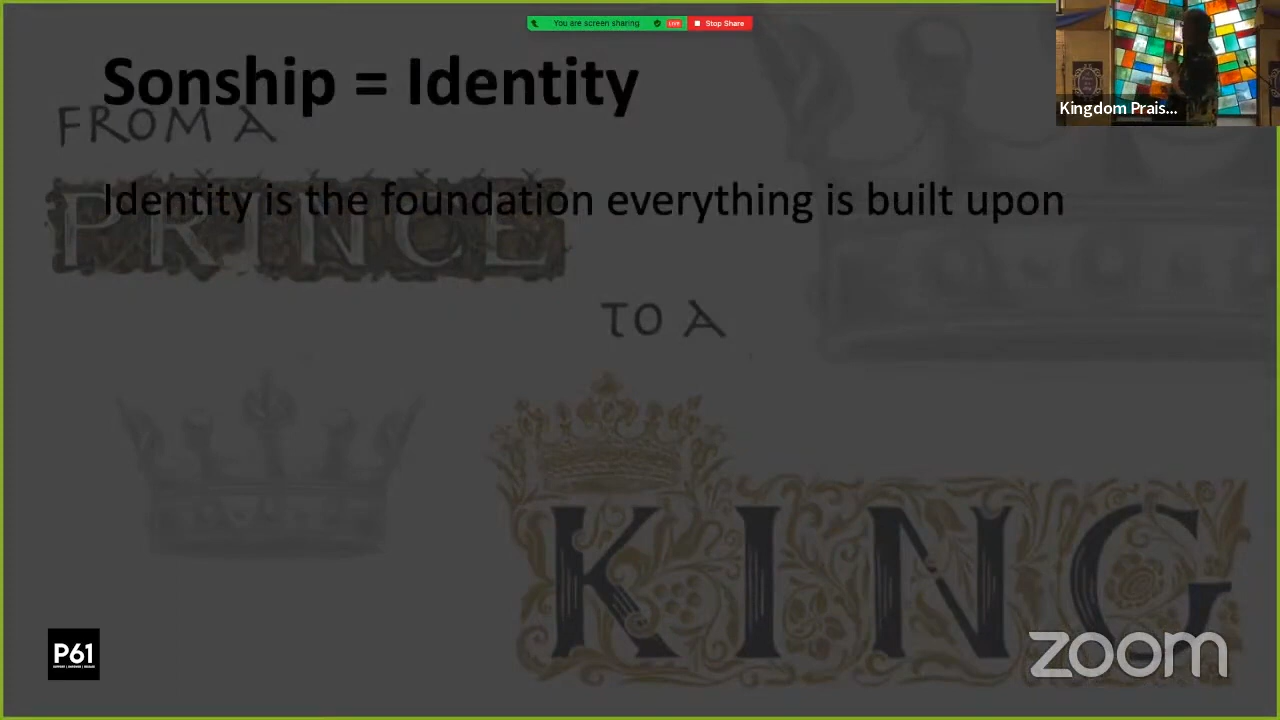 You are screen sharing LIVE Stop Share
Sonship = Identity
FROM A
Identity is the foundation everything is built upon
PRINCE
TO A
KING
Kingdom Prais...
P61
zoom